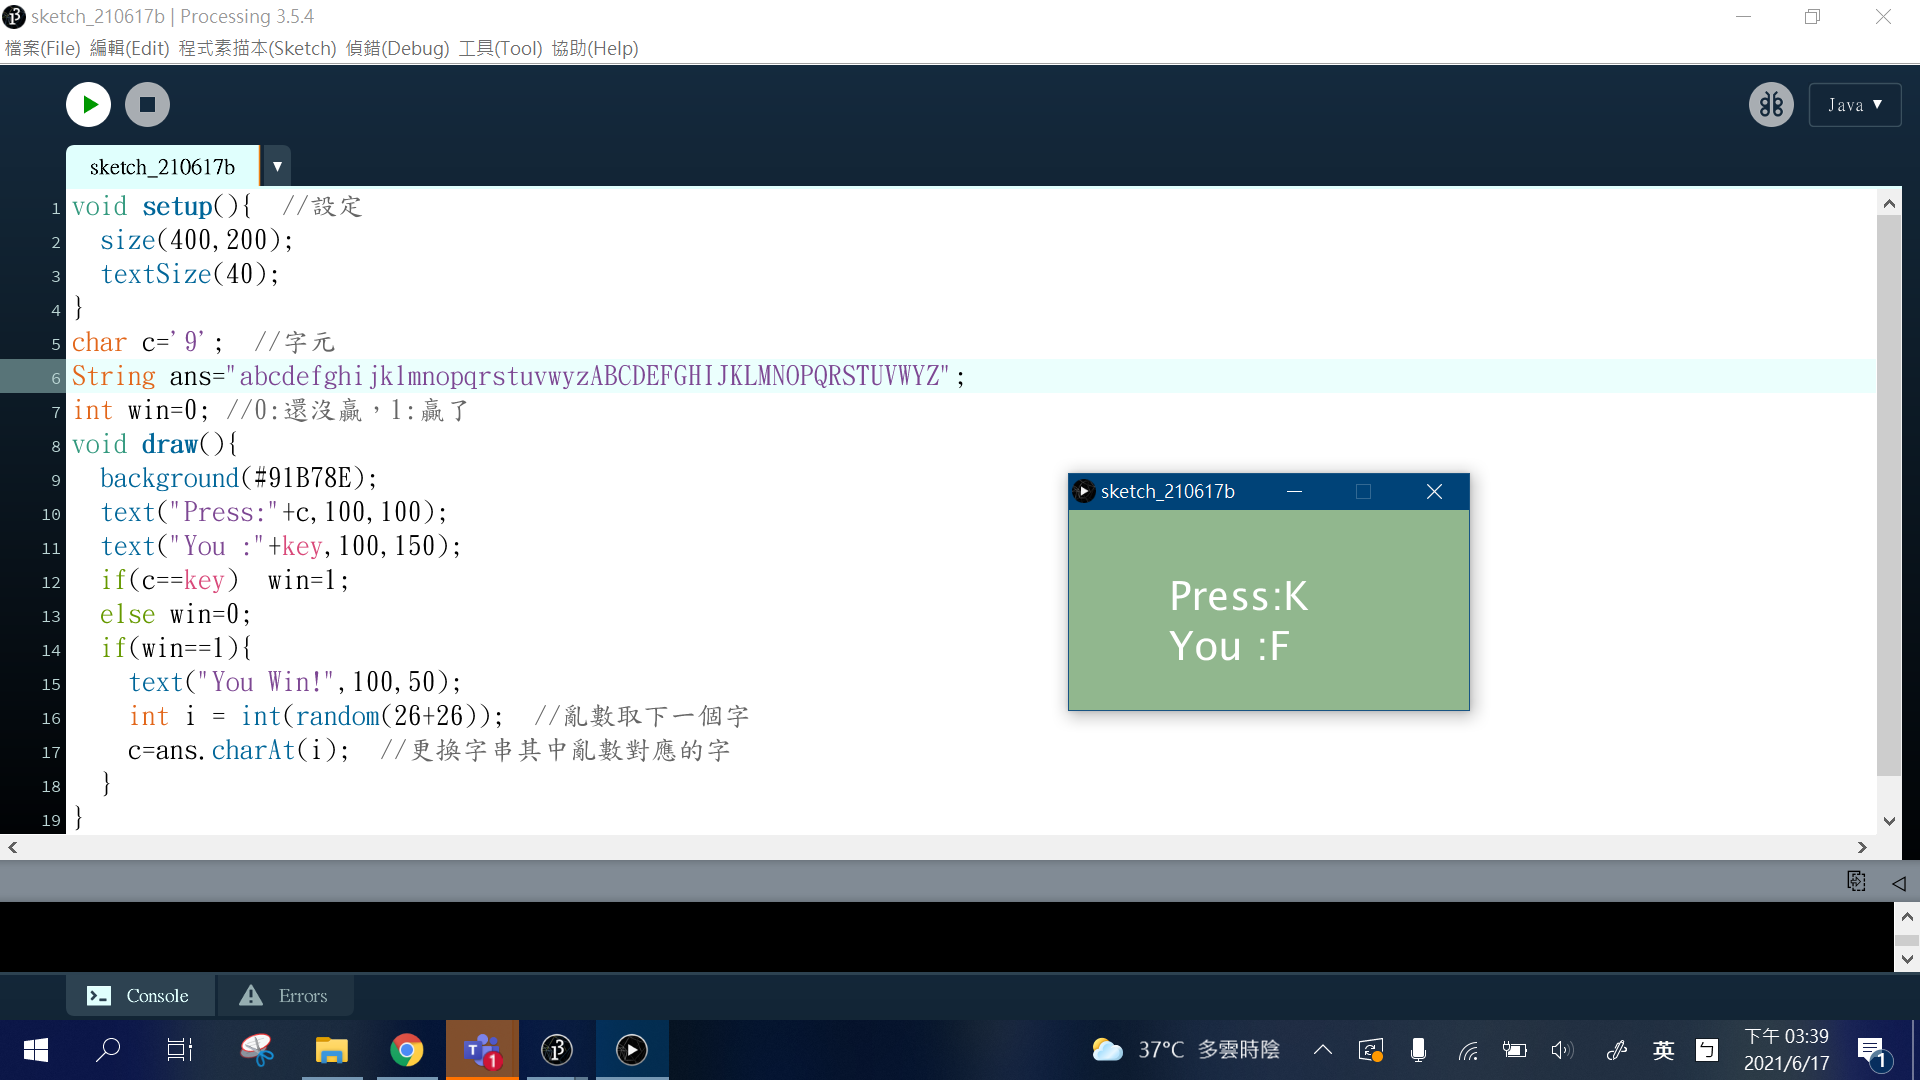 sketch_210617b | Processing 3.5.4
檔案(File) 編輯(Edit) 程式素描本(Sketch) 偵錯(Debug) 工具(Tool) 協助(Help)
Java ▼
sketch_210617b ▼
1 void setup(){  //設定
2   size(400,200);
3   textSize(40);
4 }
5 char c='9';  //字元
6 String ans="abcdefghijklmnopqrstuvwyzABCDEFGHIJKLMNOPQRSTUVWYZ";
7 int win=0; //0:還沒贏，1:贏了
8 void draw(){
9   background(#91B78E);
10   text("Press:"+c,100,100);
11   text("You :"+key,100,150);
12   if(c==key)  win=1;
13   else win=0;
14   if(win==1){
15     text("You Win!",100,50);
16     int i = int(random(26+26));  //亂數取下一個字
17     c=ans.charAt(i);  //更換字串其中亂數對應的字
18   }
19 }
sketch_210617b
Press:K
You :F
Console
Errors
37°C 多雲時陰
英
下午 03:39
2021/6/17
1
1